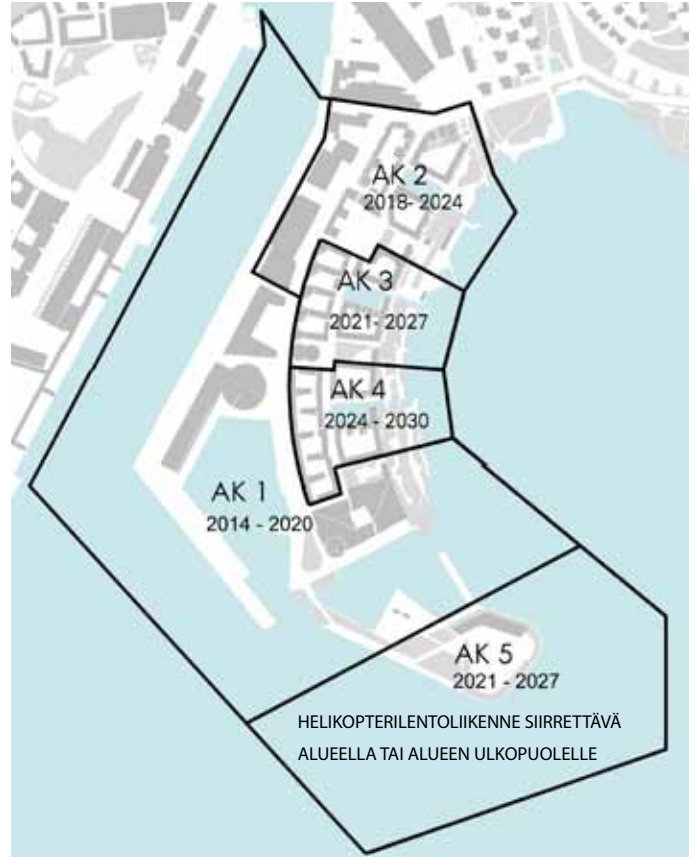 AK 2
2018- 2024
AK 3
2021- 2027
AK 4
2024 - 2030
AK 1
2014 - 2020
AK 5
2021 - 2027
HELIKOPTERILENTOLIIKENNE SIIRRETTÄVÄ
ALUEELLA TAI ALUEEN ULKOPUOLELLE